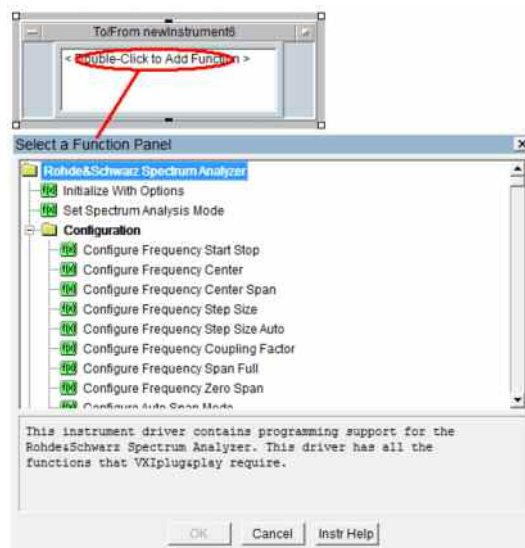 To/From newInstrument6
< Double-Click to Add Function >
Select a Function Panel
Rohde&Schwarz Spectrum Analyzer
Initialize With Options
Set Spectrum Analysis Mode
Configuration
Configure Frequency Start Stop
Configure Frequency Center
Configure Frequency Center Span
Configure Frequency Step Size
Configure Frequency Step Size Auto
Configure Frequency Coupling Factor
Configure Frequency Span Full
Configure Frequency Zero Span
Configure Auto Span Mode
This instrument driver contains programming support for the
Rohde&Schwarz Spectrum Analyzer. This driver has all the
functions that VXIplug&play require.
OK Cancel Instr Help